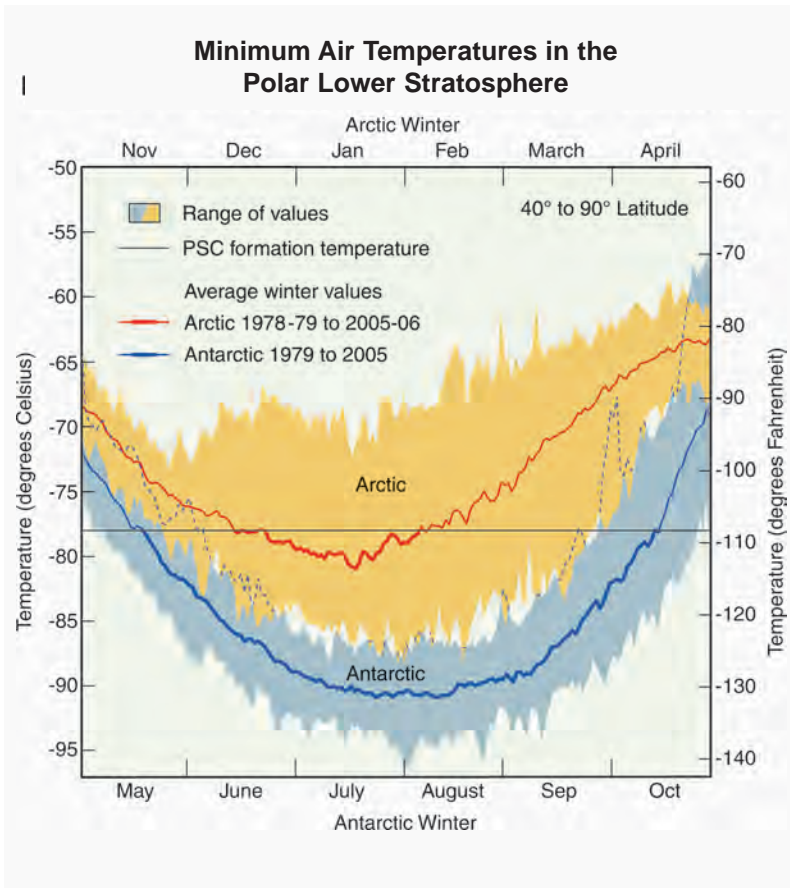 Minimum Air Temperatures in the
Polar Lower Stratosphere
Arctic Winter
Nov Dec Jan Feb March April
-50
-55
-60
-65
-70
-75
-80
-85
-90
-95
Temperature (degrees Celsius)
Range of values
40° to 90° Latitude
PSC formation temperature
Average winter values
Arctic 1978-79 to 2005-06
Antarctic 1979 to 2005
Arctic
Antarctic
-60
-70
-80
-90
-100
-110
-120
-130
-140
Temperature (degrees Fahrenheit)
May June July August Sep Oct
Antarctic Winter